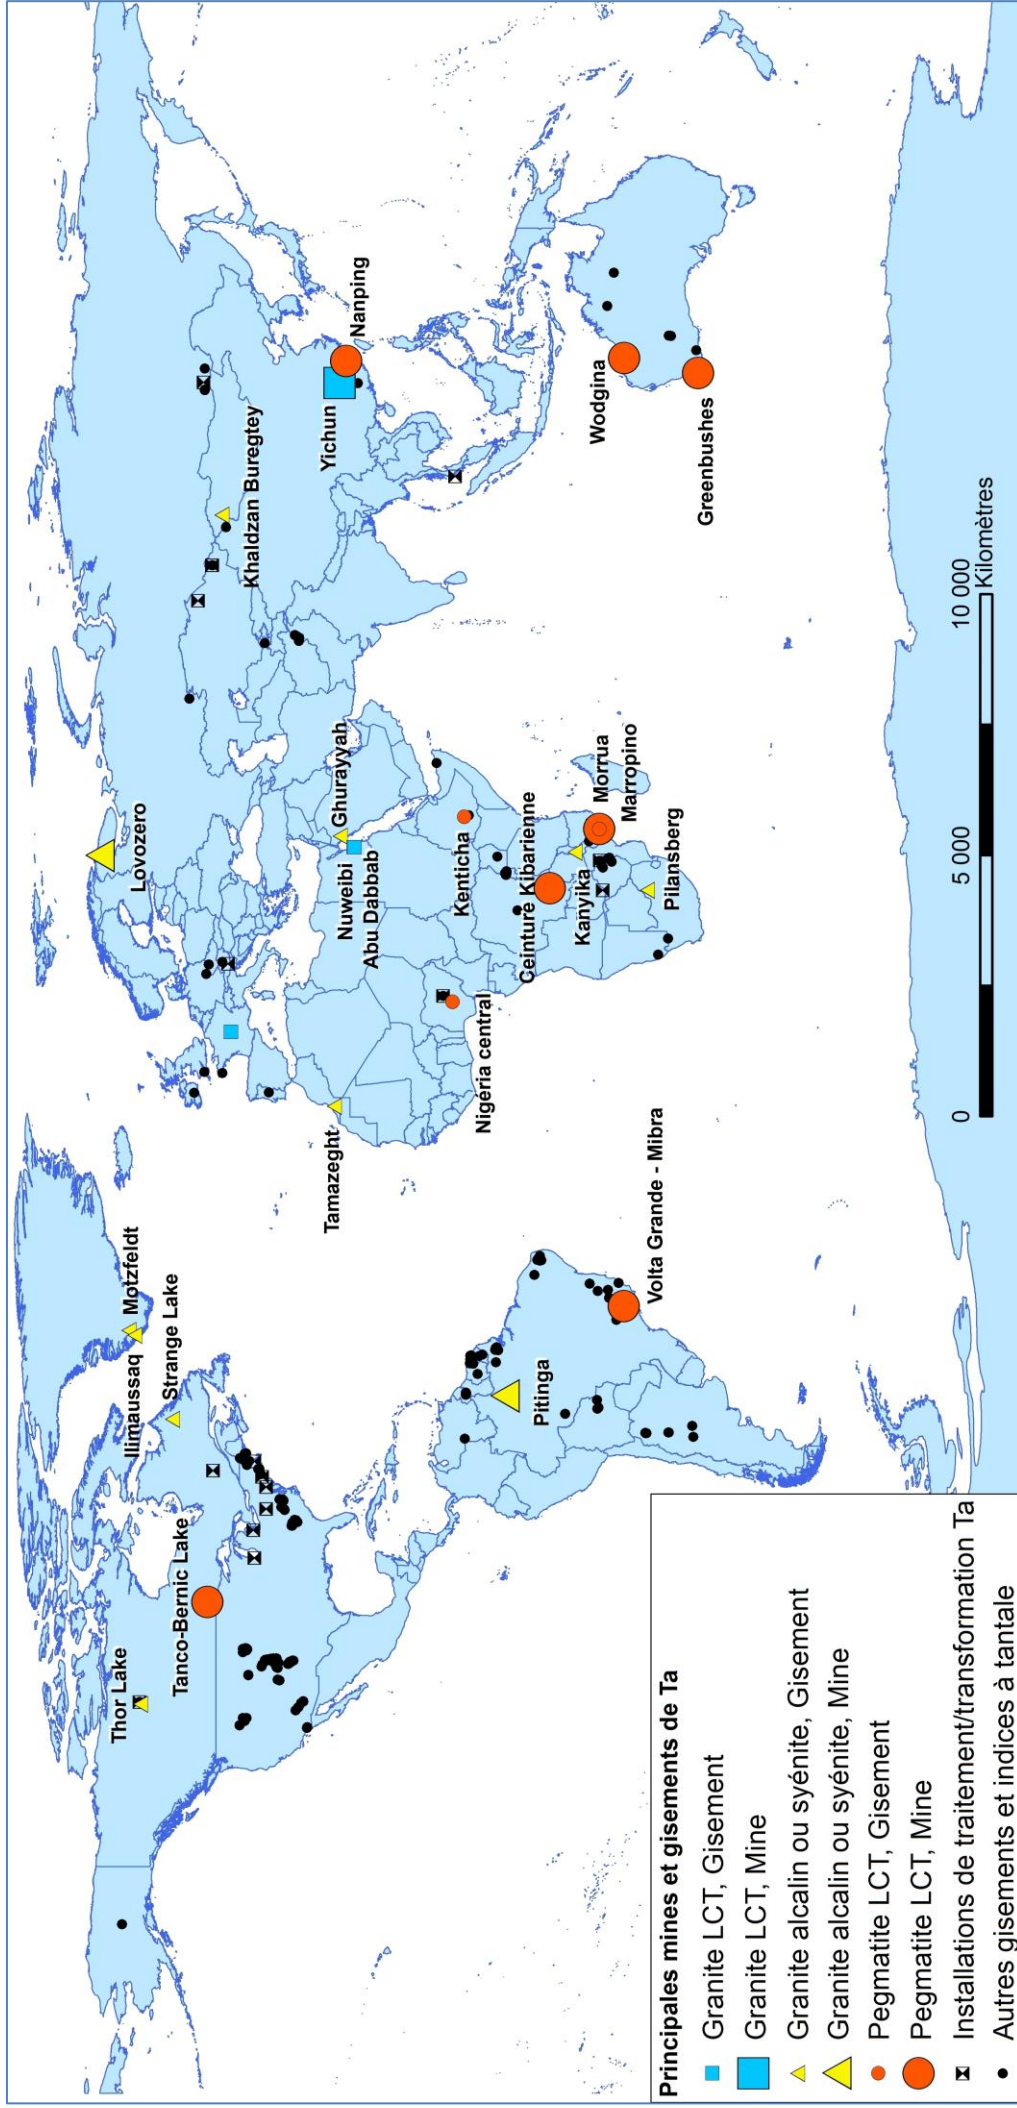 Thor Lake
Tanco-Bernic Lake
Ilimaussaq
Motzfeldt
Strange Lake
Pitinga
Volta Grande - Mibra
Lovozero
Tamazeght
Nigéria central
Nuweibi
Abu Dabbab
Ghurayyah
Kenticha
Ceinture Kibarienne
Kanyika
Morrua
Marropino
Pilansberg
Khaldzan Buregtey
Yichun
Nanping
Wodgina
Greenbushes
Principales mines et gisements de Ta
Granite LCT, Gisement
Granite LCT, Mine
Granite alcalin ou syénite, Gisement
Granite alcalin ou syénite, Mine
Pegmatite LCT, Gisement
Pegmatite LCT, Mine
Installations de traitement/transformation Ta
Autres gisements et indices à tantale
0 5 000 10 000
Kilomètres